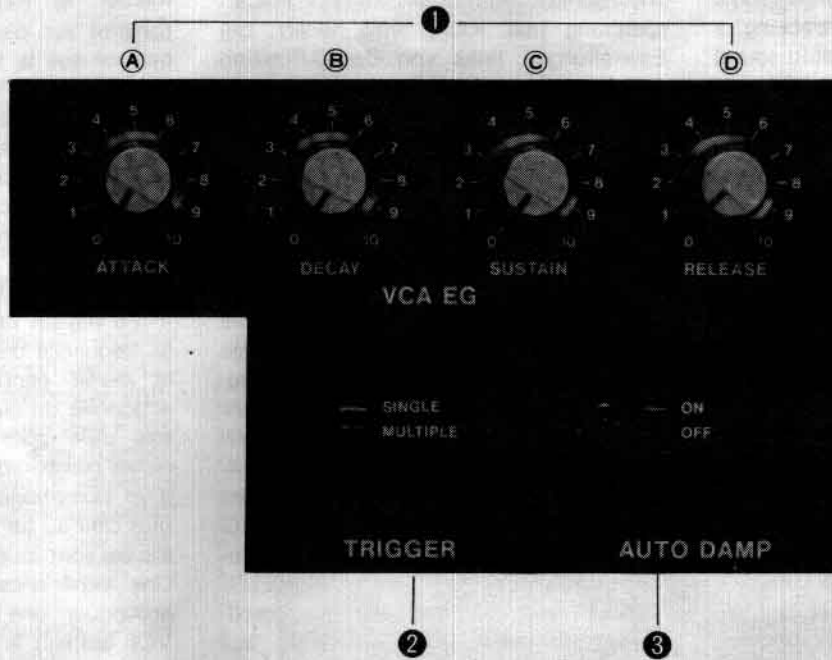 ❶
Ⓐ Ⓑ Ⓒ Ⓓ
0 1 2 3 4 5 6 7 8 9 10
ATTACK
0 1 2 3 4 5 6 7 8 9 10
DECAY
0 1 2 3 4 5 6 7 8 9 10
SUSTAIN
0 1 2 3 4 5 6 7 8 9 10
RELEASE
VCA EG
SINGLE
MULTIPLE
TRIGGER
ON
OFF
AUTO DAMP
❷ ❸